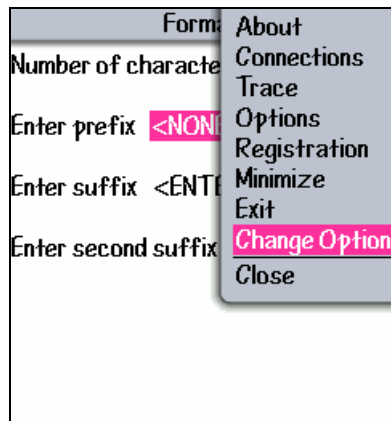 Forma
Number of characte
Enter prefix <NONE
Enter suffix <ENTE
Enter second suffix
About
Connections
Trace
Options
Registration
Minimize
Exit
Change Option
Close